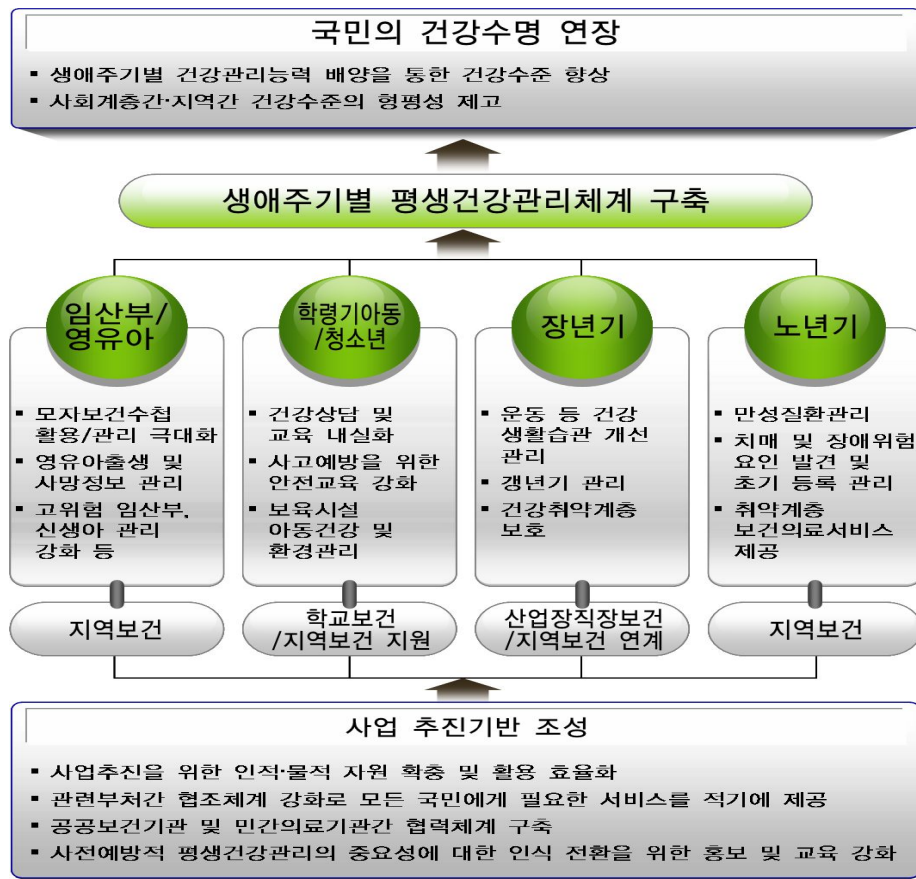 국민의 건강수명 연장
▪ 생애주기별 건강관리능력 배양을 통한 건강수준 향상
▪ 사회계층간·지역간 건강수준의 형평성 제고
생애주기별 평생건강관리체계 구축
임산부/
영유아
▪ 모자보건수첩
활용/관리 극대화
▪ 영유아출생 및
사망정보 관리
▪ 고위험 임산부,
신생아 관리
강화 등
지역보건
학령기아동
/청소년
▪ 건강상담 및
교육 내실화
▪ 사고예방을 위한
안전교육 강화
▪ 보육시설
아동건강 및
환경관리
학교보건
/지역보건 지원
장년기
▪ 운동 등 건강
생활습관 개선
관리
▪ 갱년기 관리
▪ 건강취약계층
보호
산업장직장보건
/지역보건 연계
노년기
▪ 만성질환관리
▪ 치매 및 장애위험
요인 발견 및
초기 등록 관리
▪ 취약계층
보건의료서비스
제공
지역보건
사업 추진기반 조성
▪ 사업추진을 위한 인적·물적 자원 확충 및 활용 효율화
▪ 관련부처간 협조체계 강화로 모든 국민에게 필요한 서비스를 적기에 제공
▪ 공공보건기관 및 민간의료기관간 협력체계 구축
▪ 사전예방적 평생건강관리의 중요성에 대한 인식 전환을 위한 홍보 및 교육 강화